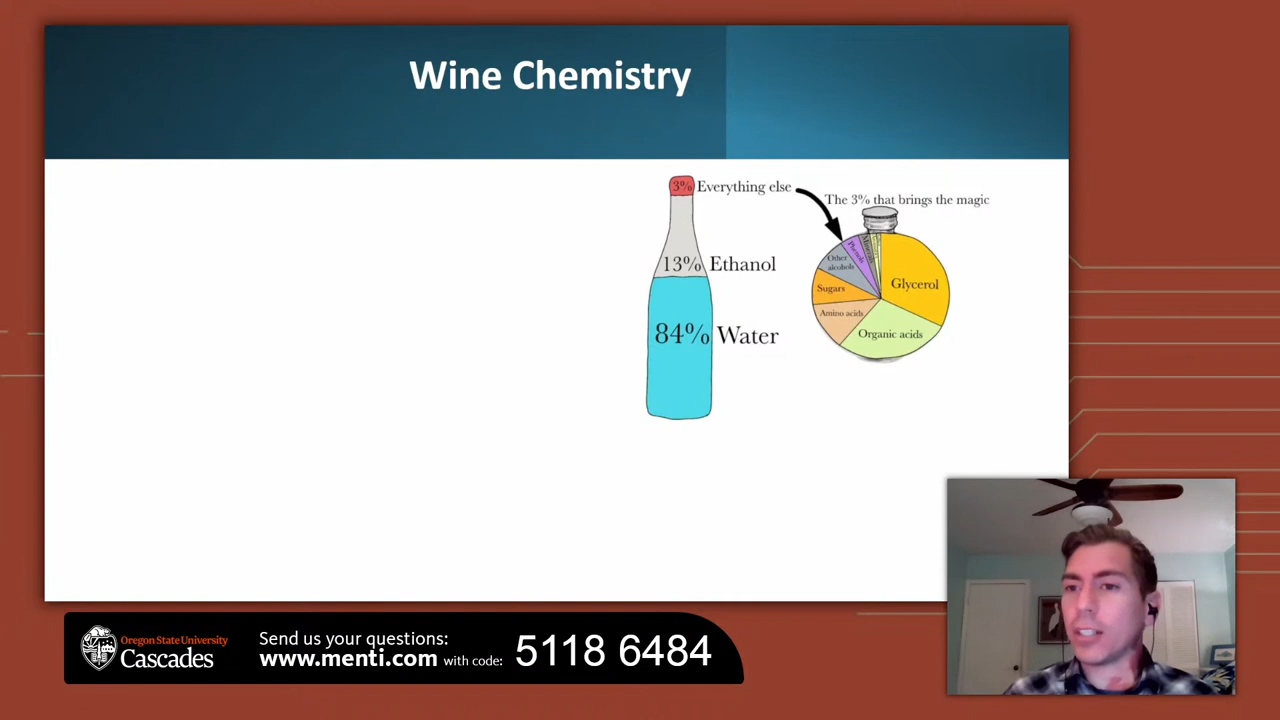 Wine Chemistry
3% Everything else
The 3% that brings the magic
13% Ethanol
84% Water
Glycerol
Organic acids
Amino acids
Sugars
Other
alcohols
Phenols
Minerals
Oregon State University
Cascades
Send us your questions:
www.menti.com with code:
5118 6484